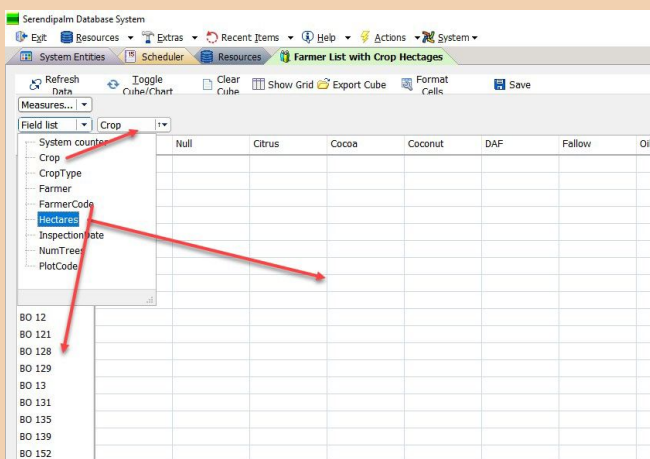 Serendipalm Database System
Exit Resources Extras Recent Items Help Actions System
System Entities Scheduler Resources Farmer List with Crop Hectages
Refresh Data Toggle Cube/Chart Clear Cube Show Grid Export Cube Format Cells Save
Measures...
Field list Crop
Null Citrus Cocoa Coconut DAF Fallow
System counter
Crop
CropType
Farmer
FarmerCode
Hectares
InspectionDate
NumTrees
PlotCode
BO 12
BO 121
BO 128
BO 129
BO 13
BO 131
BO 135
BO 139
BO 152